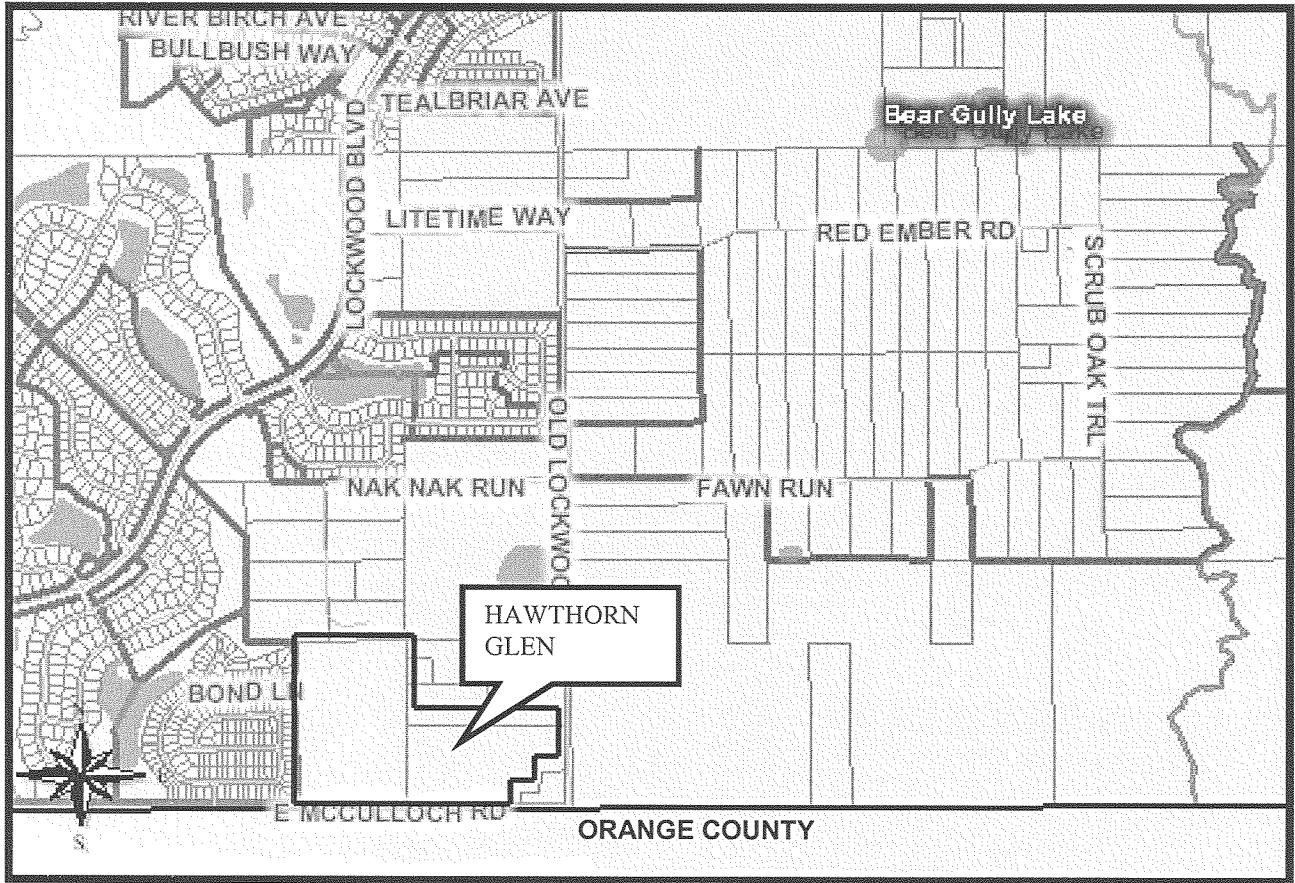 RIVER BIRCH AVE
BULLBUSH WAY
TEALBRIAR AVE
Bear Gully Lake
LOCKWOOD BLVD
LITETIME WAY
RED EMBER RD
SCRUB OAK TRL
OLD LOCKWOO
NAK NAK RUN
FAWN RUN
HAWTHORN
GLEN
BOND LN
E MCCULLOCH RD
ORANGE COUNTY
S